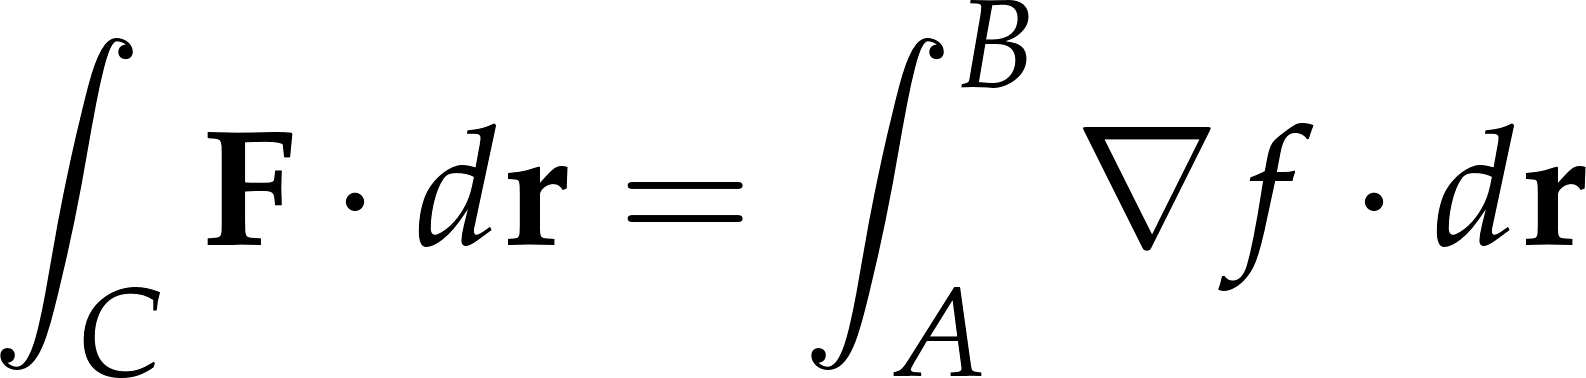 ∫_C 𝐅 · d𝐫 = ∫_A^B ∇f · d𝐫